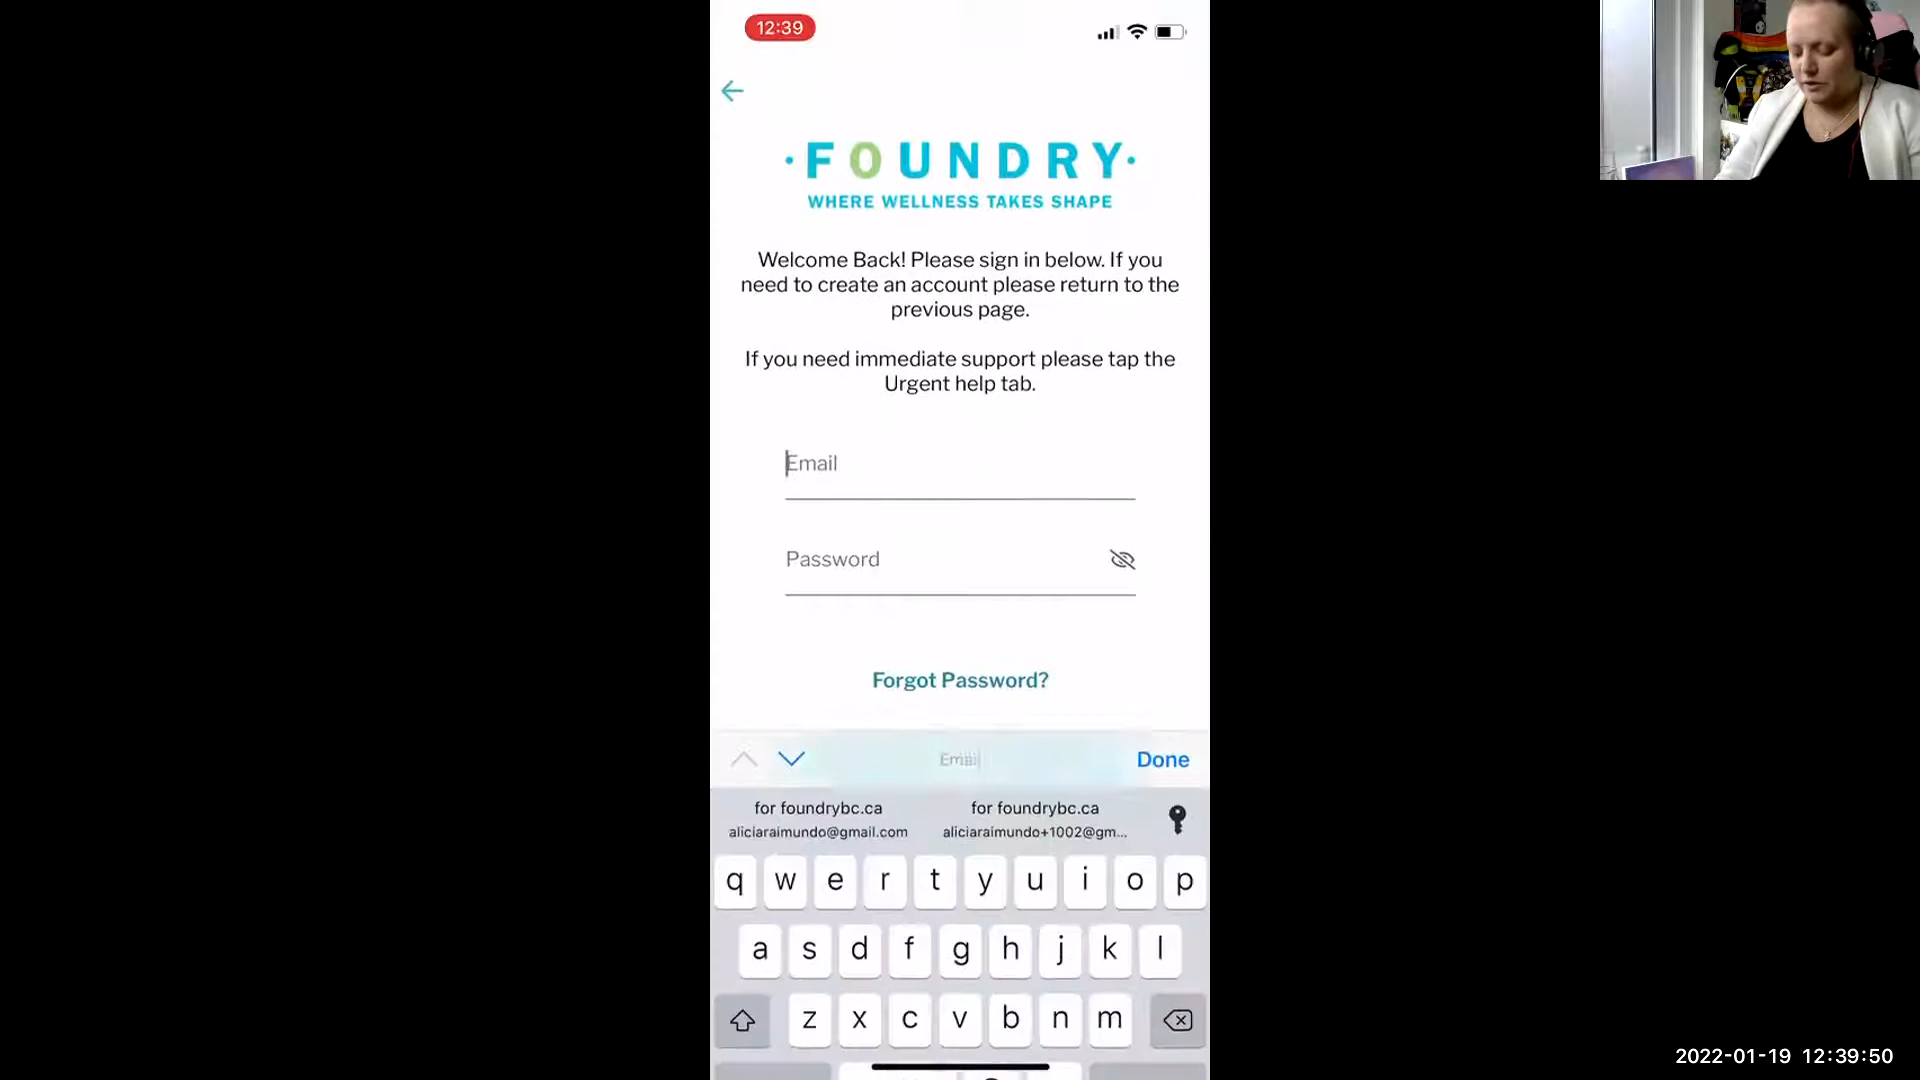 12:39
·FOUNDRY·
WHERE WELLNESS TAKES SHAPE
Welcome Back! Please sign in below. If you
need to create an account please return to the
previous page.
If you need immediate support please tap the
Urgent help tab.
Email
Password
Forgot Password?
Email
Done
for foundrybc.ca
for foundrybc.ca
aliciaraimundo@gmail.com
aliciaraimundo+1002@gm...
q w e r t y u i o p
a s d f g h j k l
z x c v b n m
2022-01-19 12:39:50